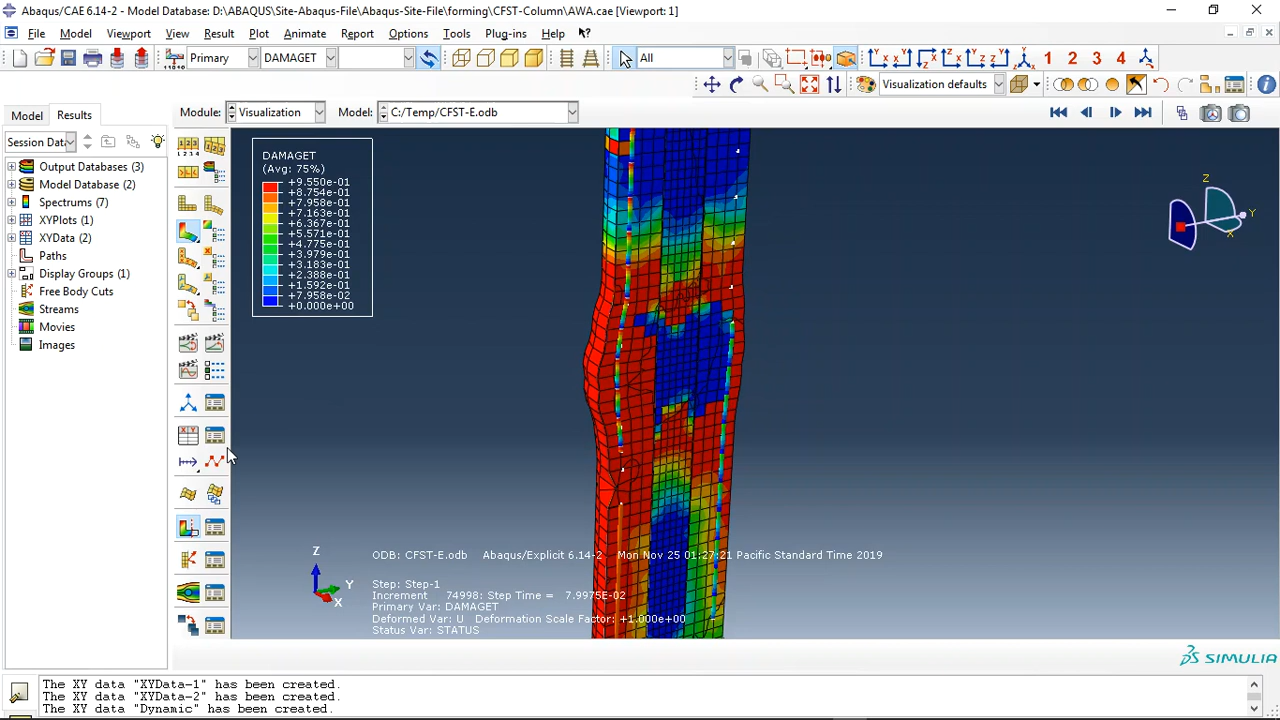 Abaqus/CAE 6.14-2 - Model Database: D:\ABAQUS\Site-Abaqus-File\Abaqus-Site-File\forming\CFST-Column\AWA.cae [Viewport: 1]
File Model Viewport View Result Plot Animate Report Options Tools Plug-ins Help
Primary DAMAGET All 1 2 3 4
Visualization defaults
Model Results Module: Visualization Model: C:/Temp/CFST-E.odb
Session Dat
Output Databases (3)
Model Database (2)
Spectrums (7)
XYPlots (1)
XYData (2)
Paths
Display Groups (1)
Free Body Cuts
Streams
Movies
Images
DAMAGET
(Avg: 75%)
+9.550e-01
+8.754e-01
+7.958e-01
+7.163e-01
+6.367e-01
+5.571e-01
+4.775e-01
+3.979e-01
+3.183e-01
+2.388e-01
+1.592e-01
+7.958e-02
+0.000e+00
Z
Y
X
Z
Y
X
ODB: CFST-E.odb Abaqus/Explicit 6.14-2 Mon Nov 25 01:27:21 Pacific Standard Time 2019
Step: Step-1
Increment 74998: Step Time = 7.9975E-02
Primary Var: DAMAGET
Deformed Var: U Deformation Scale Factor: +1.000e+00
Status Var: STATUS
SIMULIA
The XY data "XYData-1" has been created.
The XY data "XYData-2" has been created.
The XY data "Dynamic" has been created.